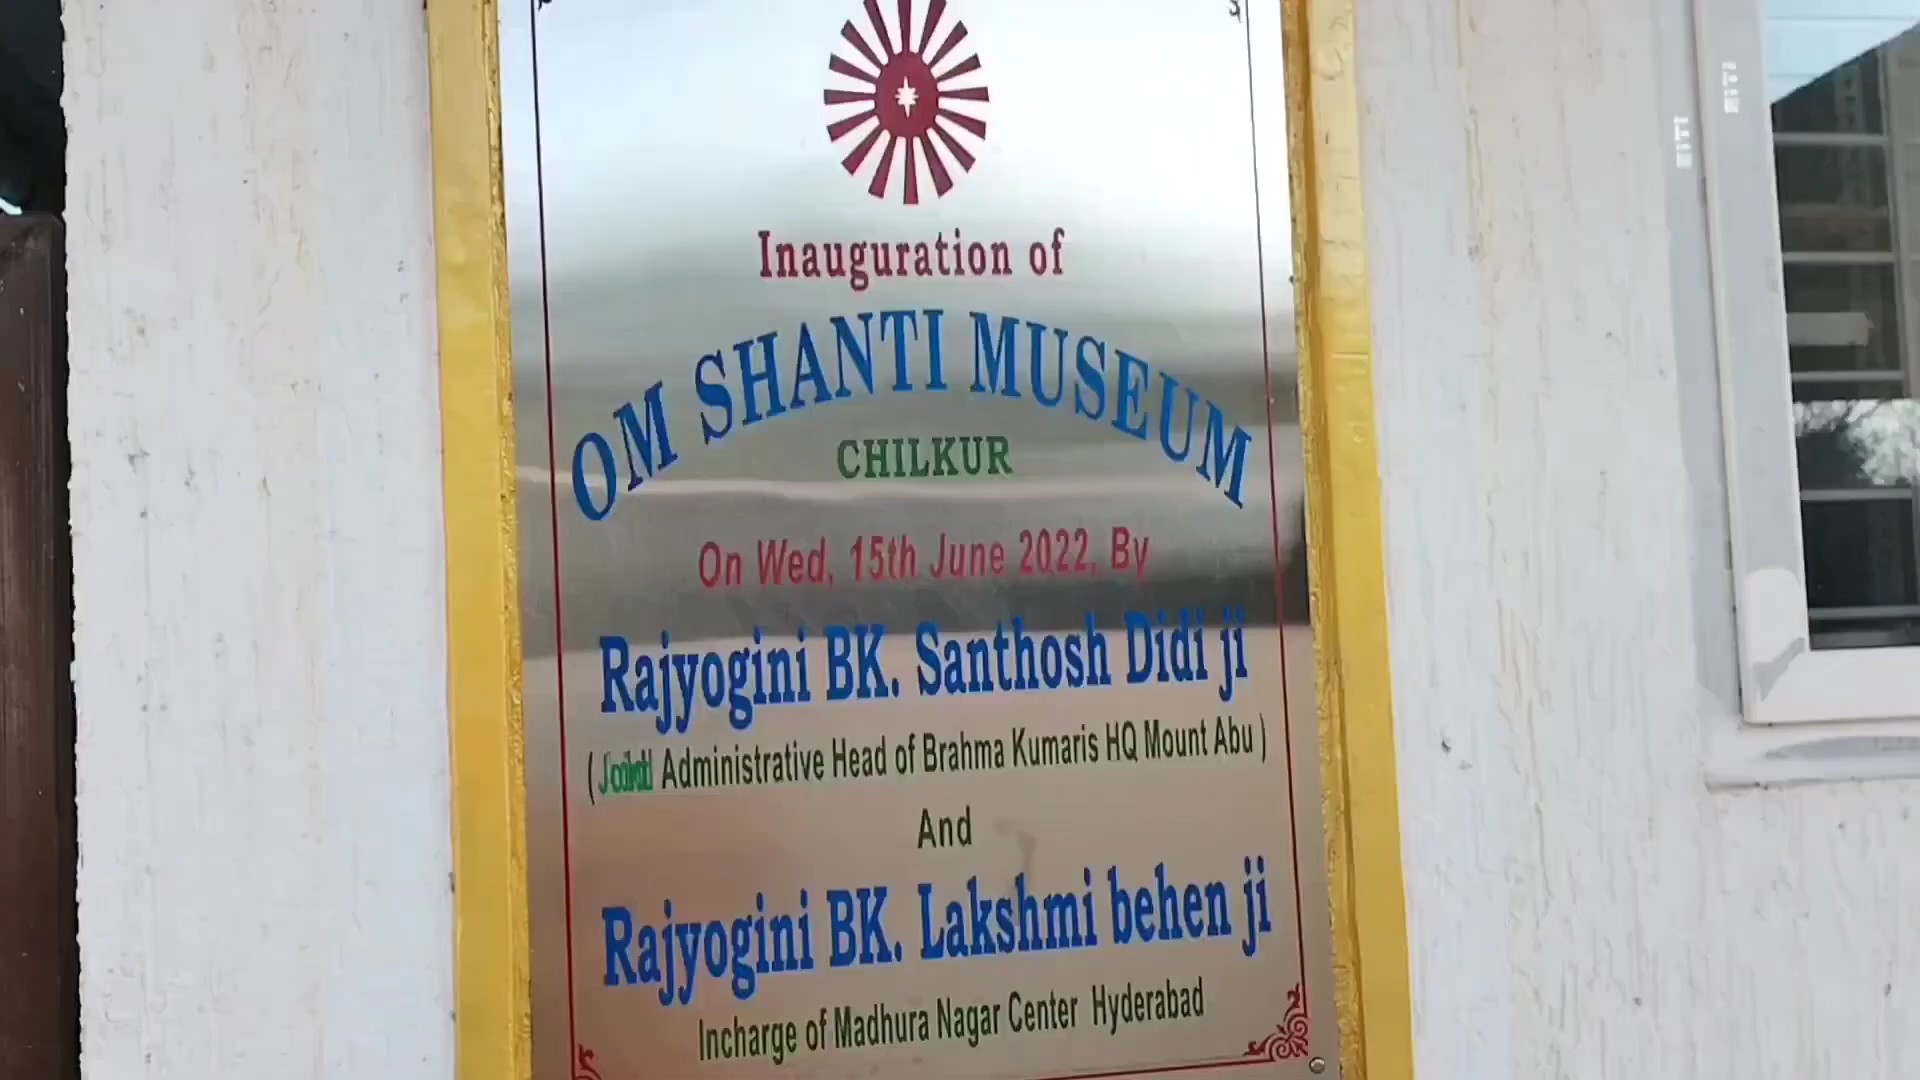 Inauguration of
OM SHANTI MUSEUM
CHILKUR
On Wed, 15th June 2022, By
Rajyogini BK. Santhosh Didi ji
( Administrative Head of Brahma Kumaris HQ Mount Abu )
And
Rajyogini BK. Lakshmi behen ji
Incharge of Madhura Nagar Center Hyderabad